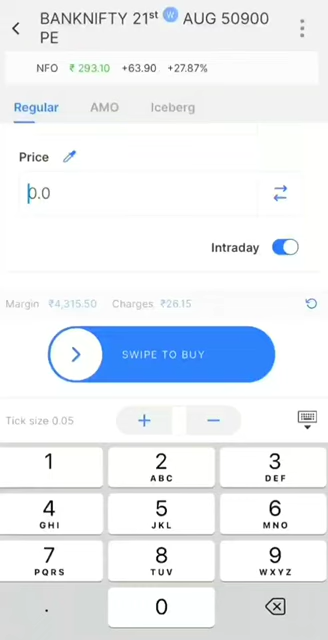 BANKNIFTY 21st W AUG 50900
PE
NFO ₹ 293.10 +63.90 +27.87%
Regular AMO Iceberg
Price
0.0
Intraday
Margin ₹4,315.50 Charges ₹26.15
SWIPE TO BUY
Tick size 0.05 + −
1 2 3
ABC DEF
4 5 6
GHI JKL MNO
7 8 9
PQRS TUV WXYZ
. 0